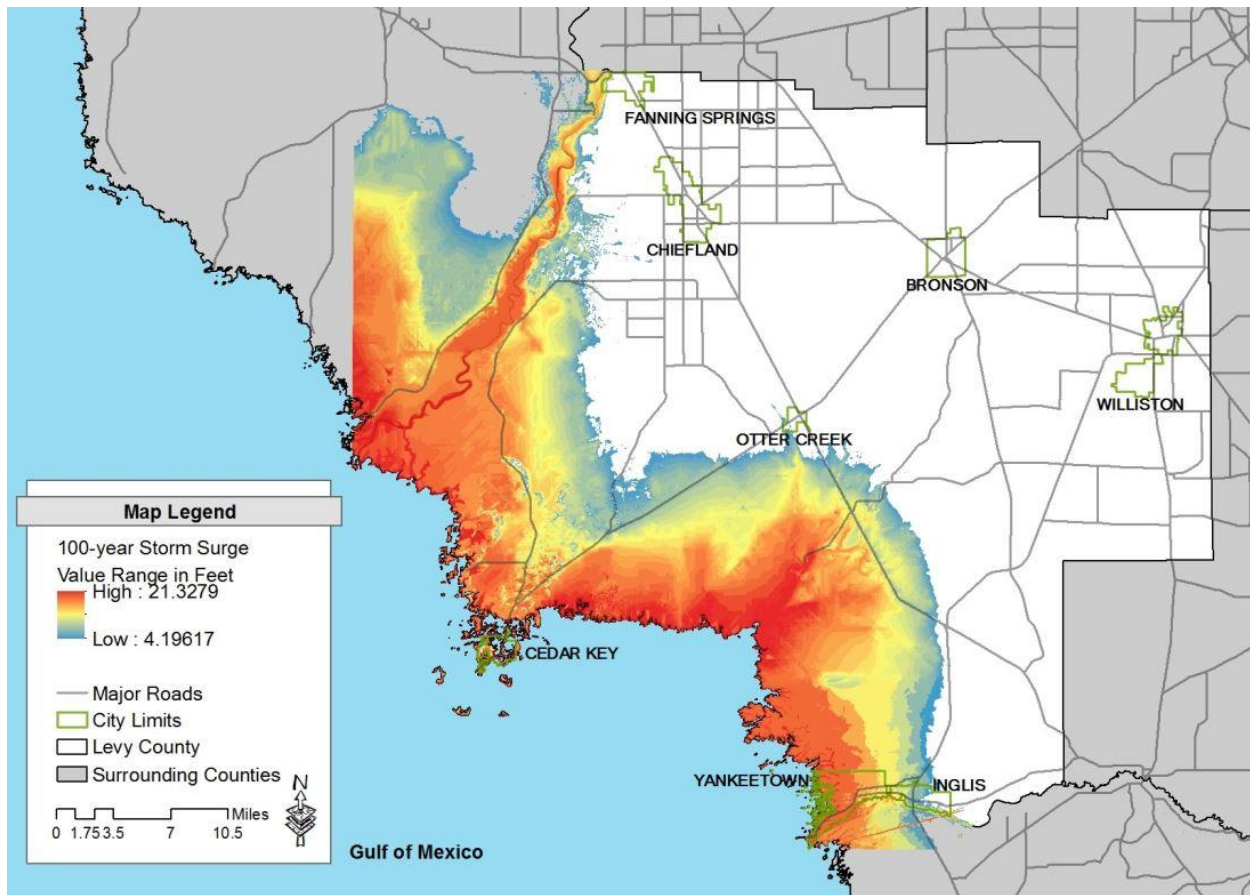 FANNING SPRINGS
CHIEFLAND
BRONSON
WILLISTON
OTTER CREEK
Map Legend
100-year Storm Surge
Value Range in Feet
High : 21.3279
Low : 4.19617
CEDAR KEY
Major Roads
City Limits
Levy County
Surrounding Counties
N
Miles
0 1.75 3.5 7 10.5
YANKEETOWN
INGLIS
Gulf of Mexico